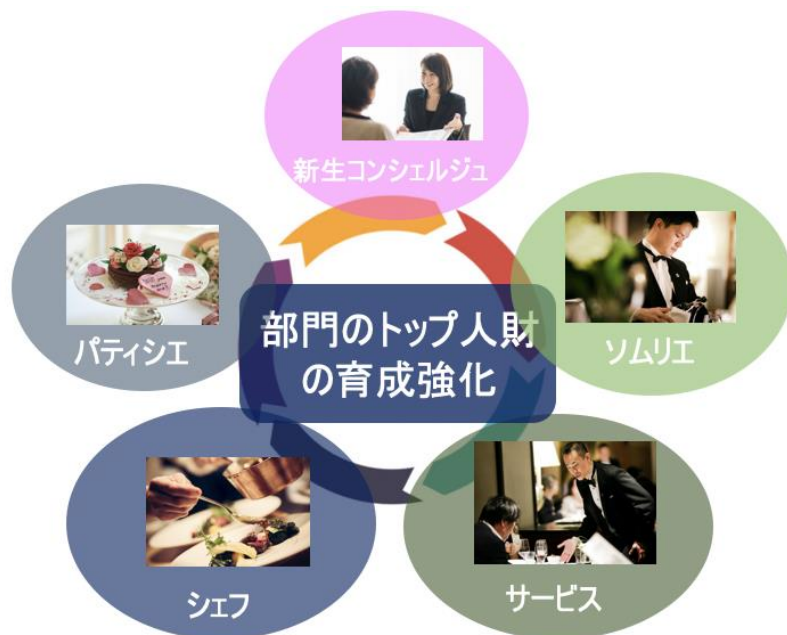 新生コンシェルジュ
パティシエ
ソムリエ
部門のトップ人財
の育成強化
シェフ
サービス